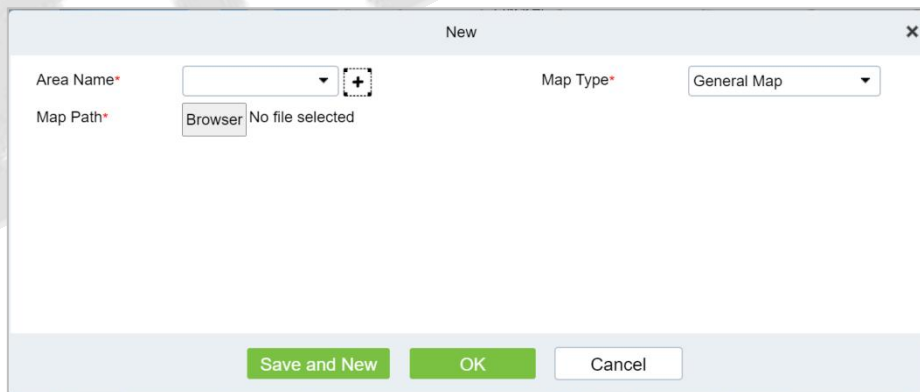 New
Area Name* Map Type* General Map
Map Path* Browser No file selected
Save and New OK Cancel